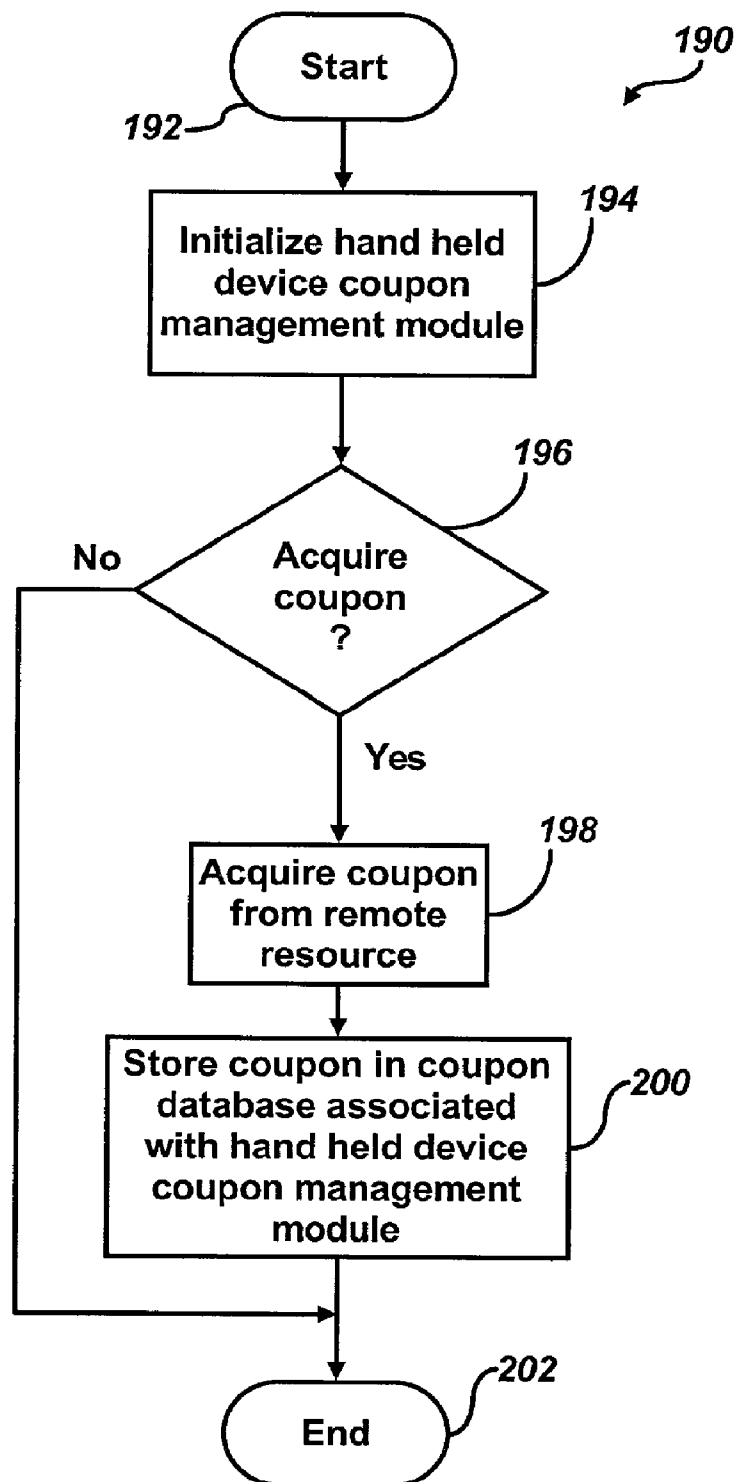 Start
190
192
Initialize hand held
device coupon
management module
194
196
No
Acquire
coupon
?
Yes
198
Acquire coupon
from remote
resource
Store coupon in coupon
database associated
with hand held device
coupon management
module
200
202
End